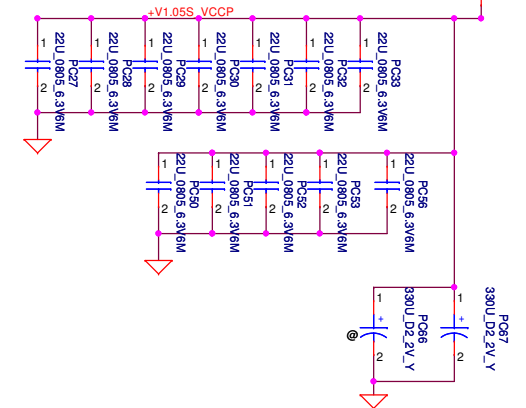 +V1.05S_VCCP
1
2
22U_0805_6.3V6M
PC27
1
2
22U_0805_6.3V6M
PC28
1
2
22U_0805_6.3V6M
PC29
1
2
22U_0805_6.3V6M
PC30
1
2
22U_0805_6.3V6M
PC31
1
2
22U_0805_6.3V6M
PC32
1
2
22U_0805_6.3V6M
PC33
1
2
22U_0805_6.3V6M
PC50
1
2
22U_0805_6.3V6M
PC51
1
2
22U_0805_6.3V6M
PC52
1
2
22U_0805_6.3V6M
PC53
1
2
22U_0805_6.3V6M
PC56
@
1
+
2
330U_D2_2V_Y
PC66
1
+
2
330U_D2_2V_Y
PC67